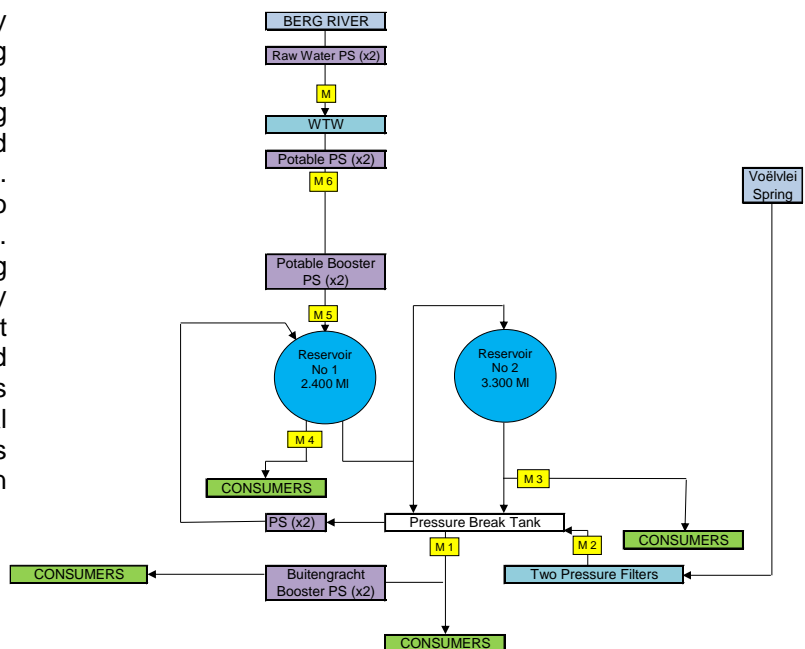 y
g
g
g
d
.
o
.
g
y
t
d
s
al
s
n
BERG RIVER
Raw Water PS (x2)
M
WTW
Potable PS (x2)
M 6
Voëlvlei
Spring
Potable Booster
PS (x2)
M 5
Reservoir
No 1
2.400 Ml
Reservoir
No 2
3.300 Ml
M 4
M 3
CONSUMERS
PS (x2)
Pressure Break Tank
CONSUMERS
M 1
M 2
CONSUMERS
Buitengracht
Booster PS (x2)
Two Pressure Filters
CONSUMERS